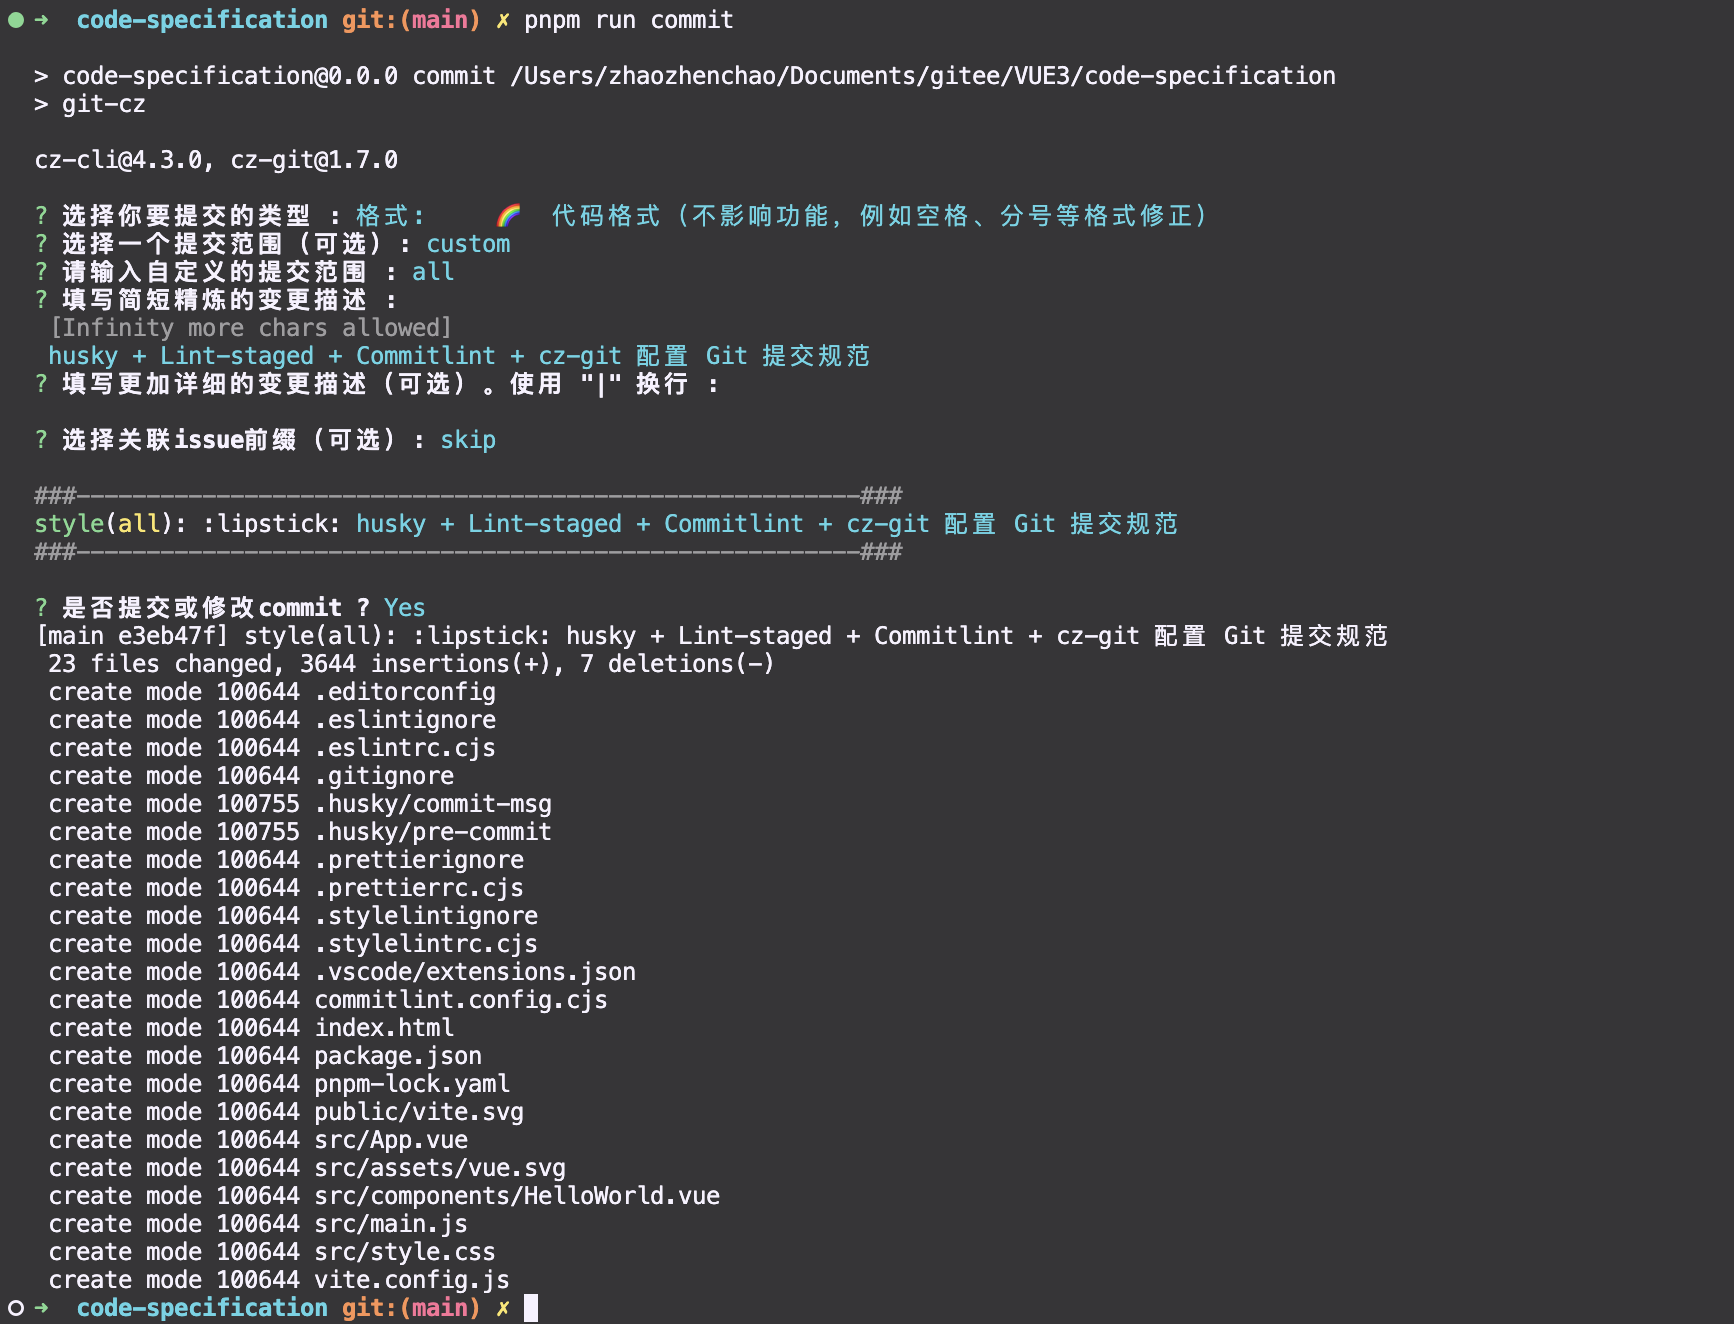 ➜  code-specification git:(main) ✗ pnpm run commit
> code-specification@0.0.0 commit /Users/zhaozhenchao/Documents/gitee/VUE3/code-specification
> git-cz
cz-cli@4.3.0, cz-git@1.7.0
? 选择你要提交的类型 : 格式:     🌈  代码格式（不影响功能，例如空格、分号等格式修正）
? 选择一个提交范围（可选）: custom
? 请输入自定义的提交范围 : all
? 填写简短精炼的变更描述 :
[Infinity more chars allowed]
husky + Lint-staged + Commitlint + cz-git 配置 Git 提交规范
? 填写更加详细的变更描述（可选）。使用 "|" 换行 :
? 选择关联issue前缀（可选）: skip
###--------------------------------------------------------###
style(all): :lipstick: husky + Lint-staged + Commitlint + cz-git 配置 Git 提交规范
###--------------------------------------------------------###
? 是否提交或修改commit ? Yes
[main e3eb47f] style(all): :lipstick: husky + Lint-staged + Commitlint + cz-git 配置 Git 提交规范
23 files changed, 3644 insertions(+), 7 deletions(-)
create mode 100644 .editorconfig
create mode 100644 .eslintignore
create mode 100644 .eslintrc.cjs
create mode 100644 .gitignore
create mode 100755 .husky/commit-msg
create mode 100755 .husky/pre-commit
create mode 100644 .prettierignore
create mode 100644 .prettierrc.cjs
create mode 100644 .stylelintignore
create mode 100644 .stylelintrc.cjs
create mode 100644 .vscode/extensions.json
create mode 100644 commitlint.config.cjs
create mode 100644 index.html
create mode 100644 package.json
create mode 100644 pnpm-lock.yaml
create mode 100644 public/vite.svg
create mode 100644 src/App.vue
create mode 100644 src/assets/vue.svg
create mode 100644 src/components/HelloWorld.vue
create mode 100644 src/main.js
create mode 100644 src/style.css
create mode 100644 vite.config.js
➜  code-specification git:(main) ✗